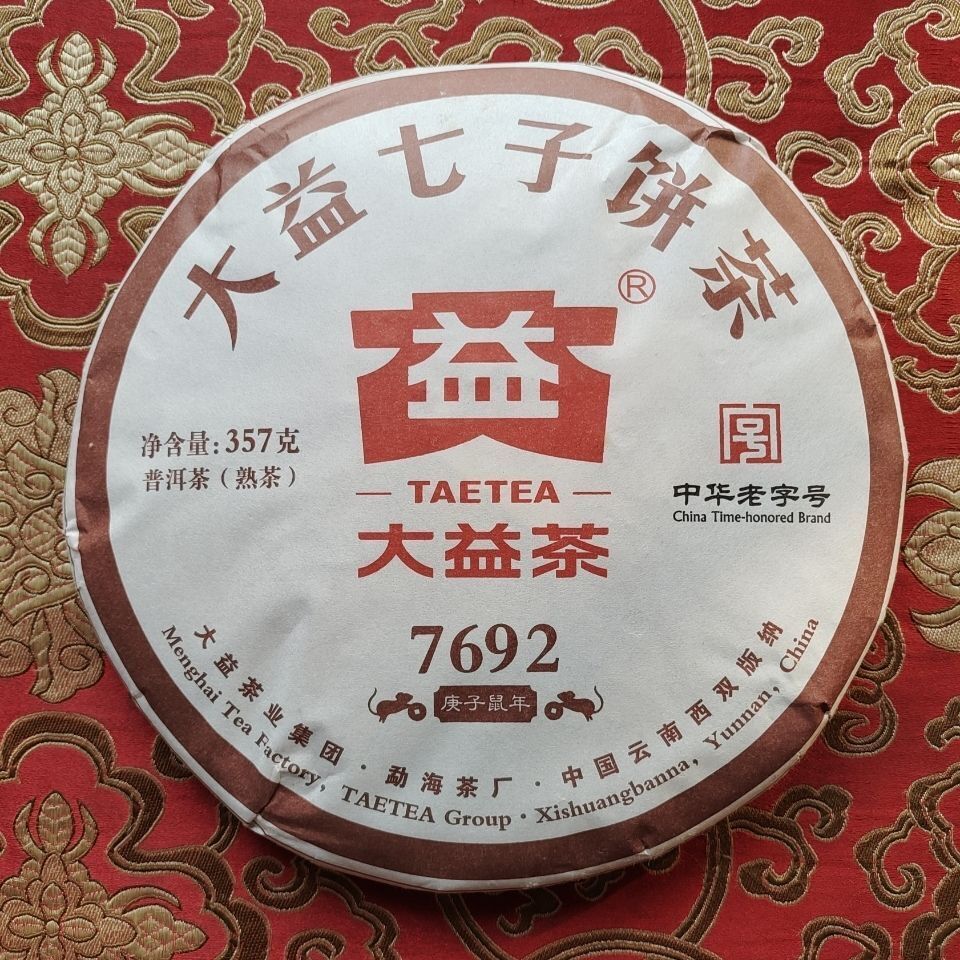 大益七子饼茶
益
®
净含量:357克
普洱茶(熟茶)
TAETEA
大益茶
字号
中华老字号
China Time-honored Brand
7692
庚子鼠年
大益茶业集团·勐海茶厂·中国云南西双版纳
Menghai Tea Factory, TAETEA Group · Xishuangbanna, Yunnan, China